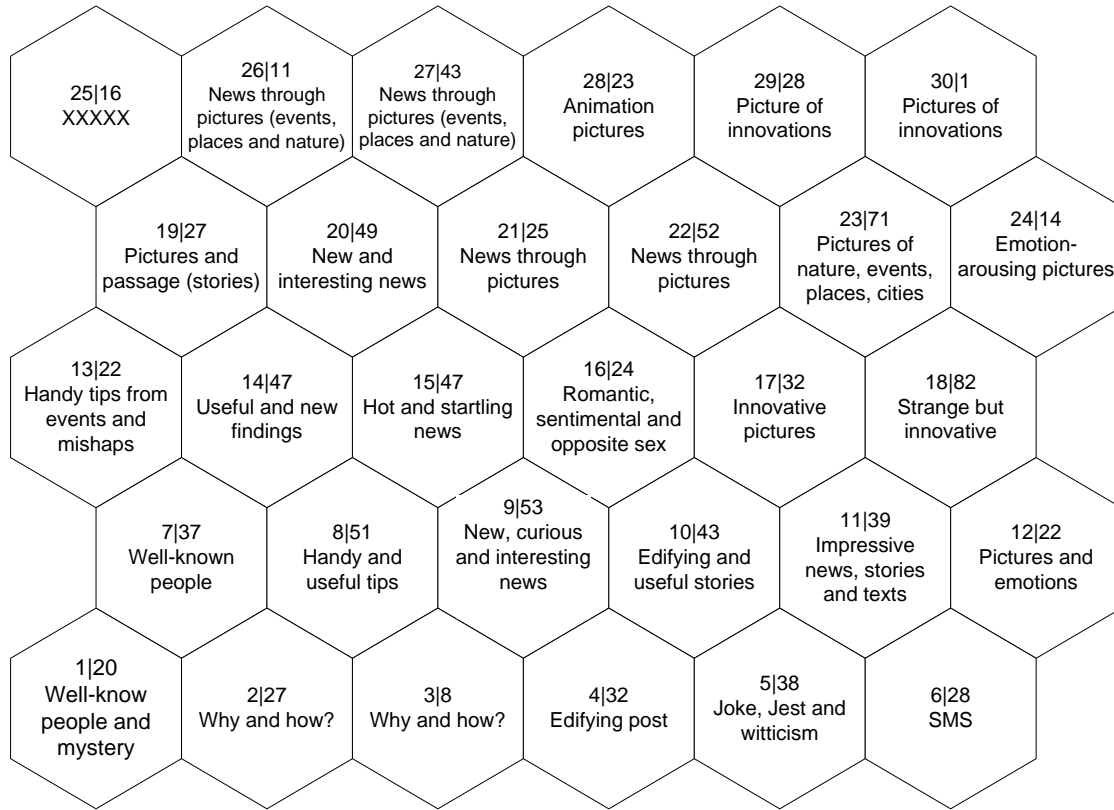 25|16
XXXXX
26|11
News through
pictures (events,
places and nature)
27|43
News through
pictures (events,
places and nature)
28|23
Animation
pictures
29|28
Picture of
innovations
30|1
Pictures of
innovations
19|27
Pictures and
passage (stories)
20|49
New and
interesting news
21|25
News through
pictures
22|52
News through
pictures
23|71
Pictures of
nature, events,
places, cities
24|14
Emotion-
arousing pictures
13|22
Handy tips from
events and
mishaps
14|47
Useful and new
findings
15|47
Hot and startling
news
16|24
Romantic,
sentimental and
opposite sex
17|32
Innovative
pictures
18|82
Strange but
innovative
7|37
Well-known
people
8|51
Handy and
useful tips
9|53
New, curious
and interesting
news
10|43
Edifying and
useful stories
11|39
Impressive
news, stories
and texts
12|22
Pictures and
emotions
1|20
Well-know
people and
mystery
2|27
Why and how?
3|8
Why and how?
4|32
Edifying post
5|38
Joke, Jest and
witticism
6|28
SMS